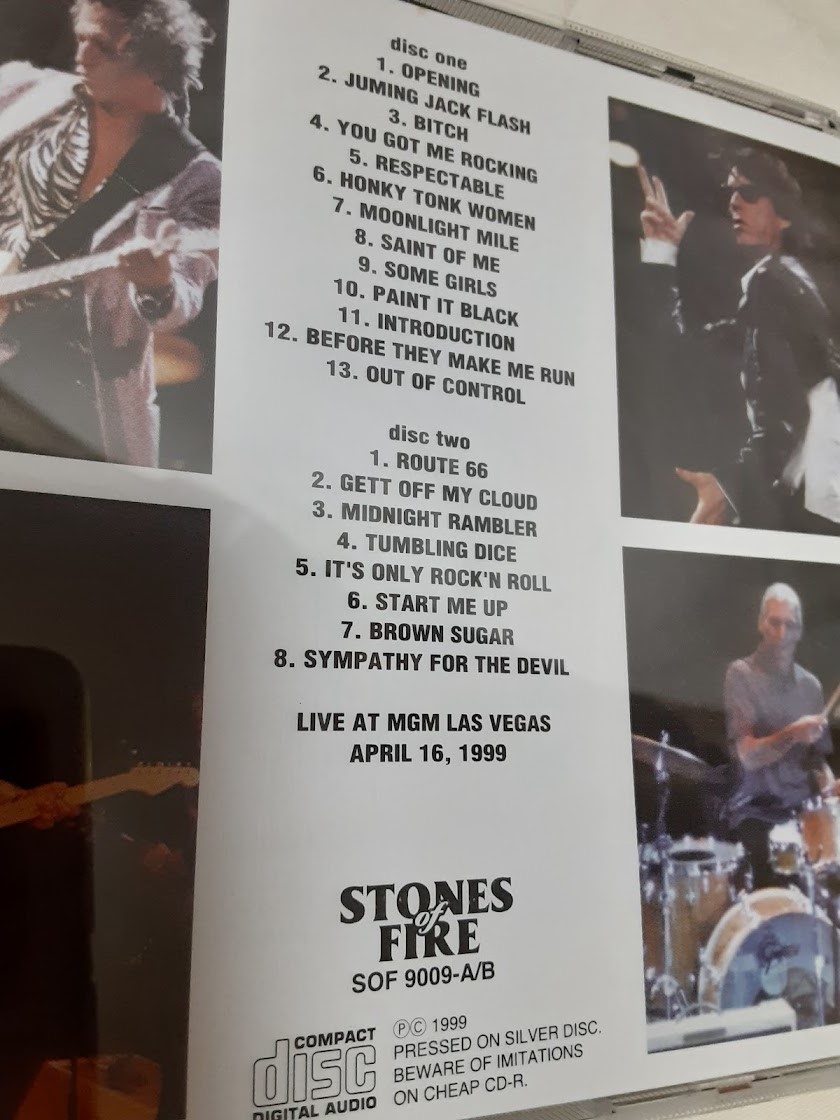 disc one
1. OPENING
2. JUMING JACK FLASH
3. BITCH
4. YOU GOT ME ROCKING
5. RESPECTABLE
6. HONKY TONK WOMEN
7. MOONLIGHT MILE
8. SAINT OF ME
9. SOME GIRLS
10. PAINT IT BLACK
11. INTRODUCTION
12. BEFORE THEY MAKE ME RUN
13. OUT OF CONTROL
disc two
1. ROUTE 66
2. GETT OFF MY CLOUD
3. MIDNIGHT RAMBLER
4. TUMBLING DICE
5. IT'S ONLY ROCK'N ROLL
6. START ME UP
7. BROWN SUGAR
8. SYMPATHY FOR THE DEVIL
LIVE AT MGM LAS VEGAS
APRIL 16, 1999
STONES
of
FIRE
SOF 9009-A/B
COMPACT
disc
DIGITAL AUDIO
ⓅⒸ 1999
PRESSED ON SILVER DISC.
BEWARE OF IMITATIONS
ON CHEAP CD-R.